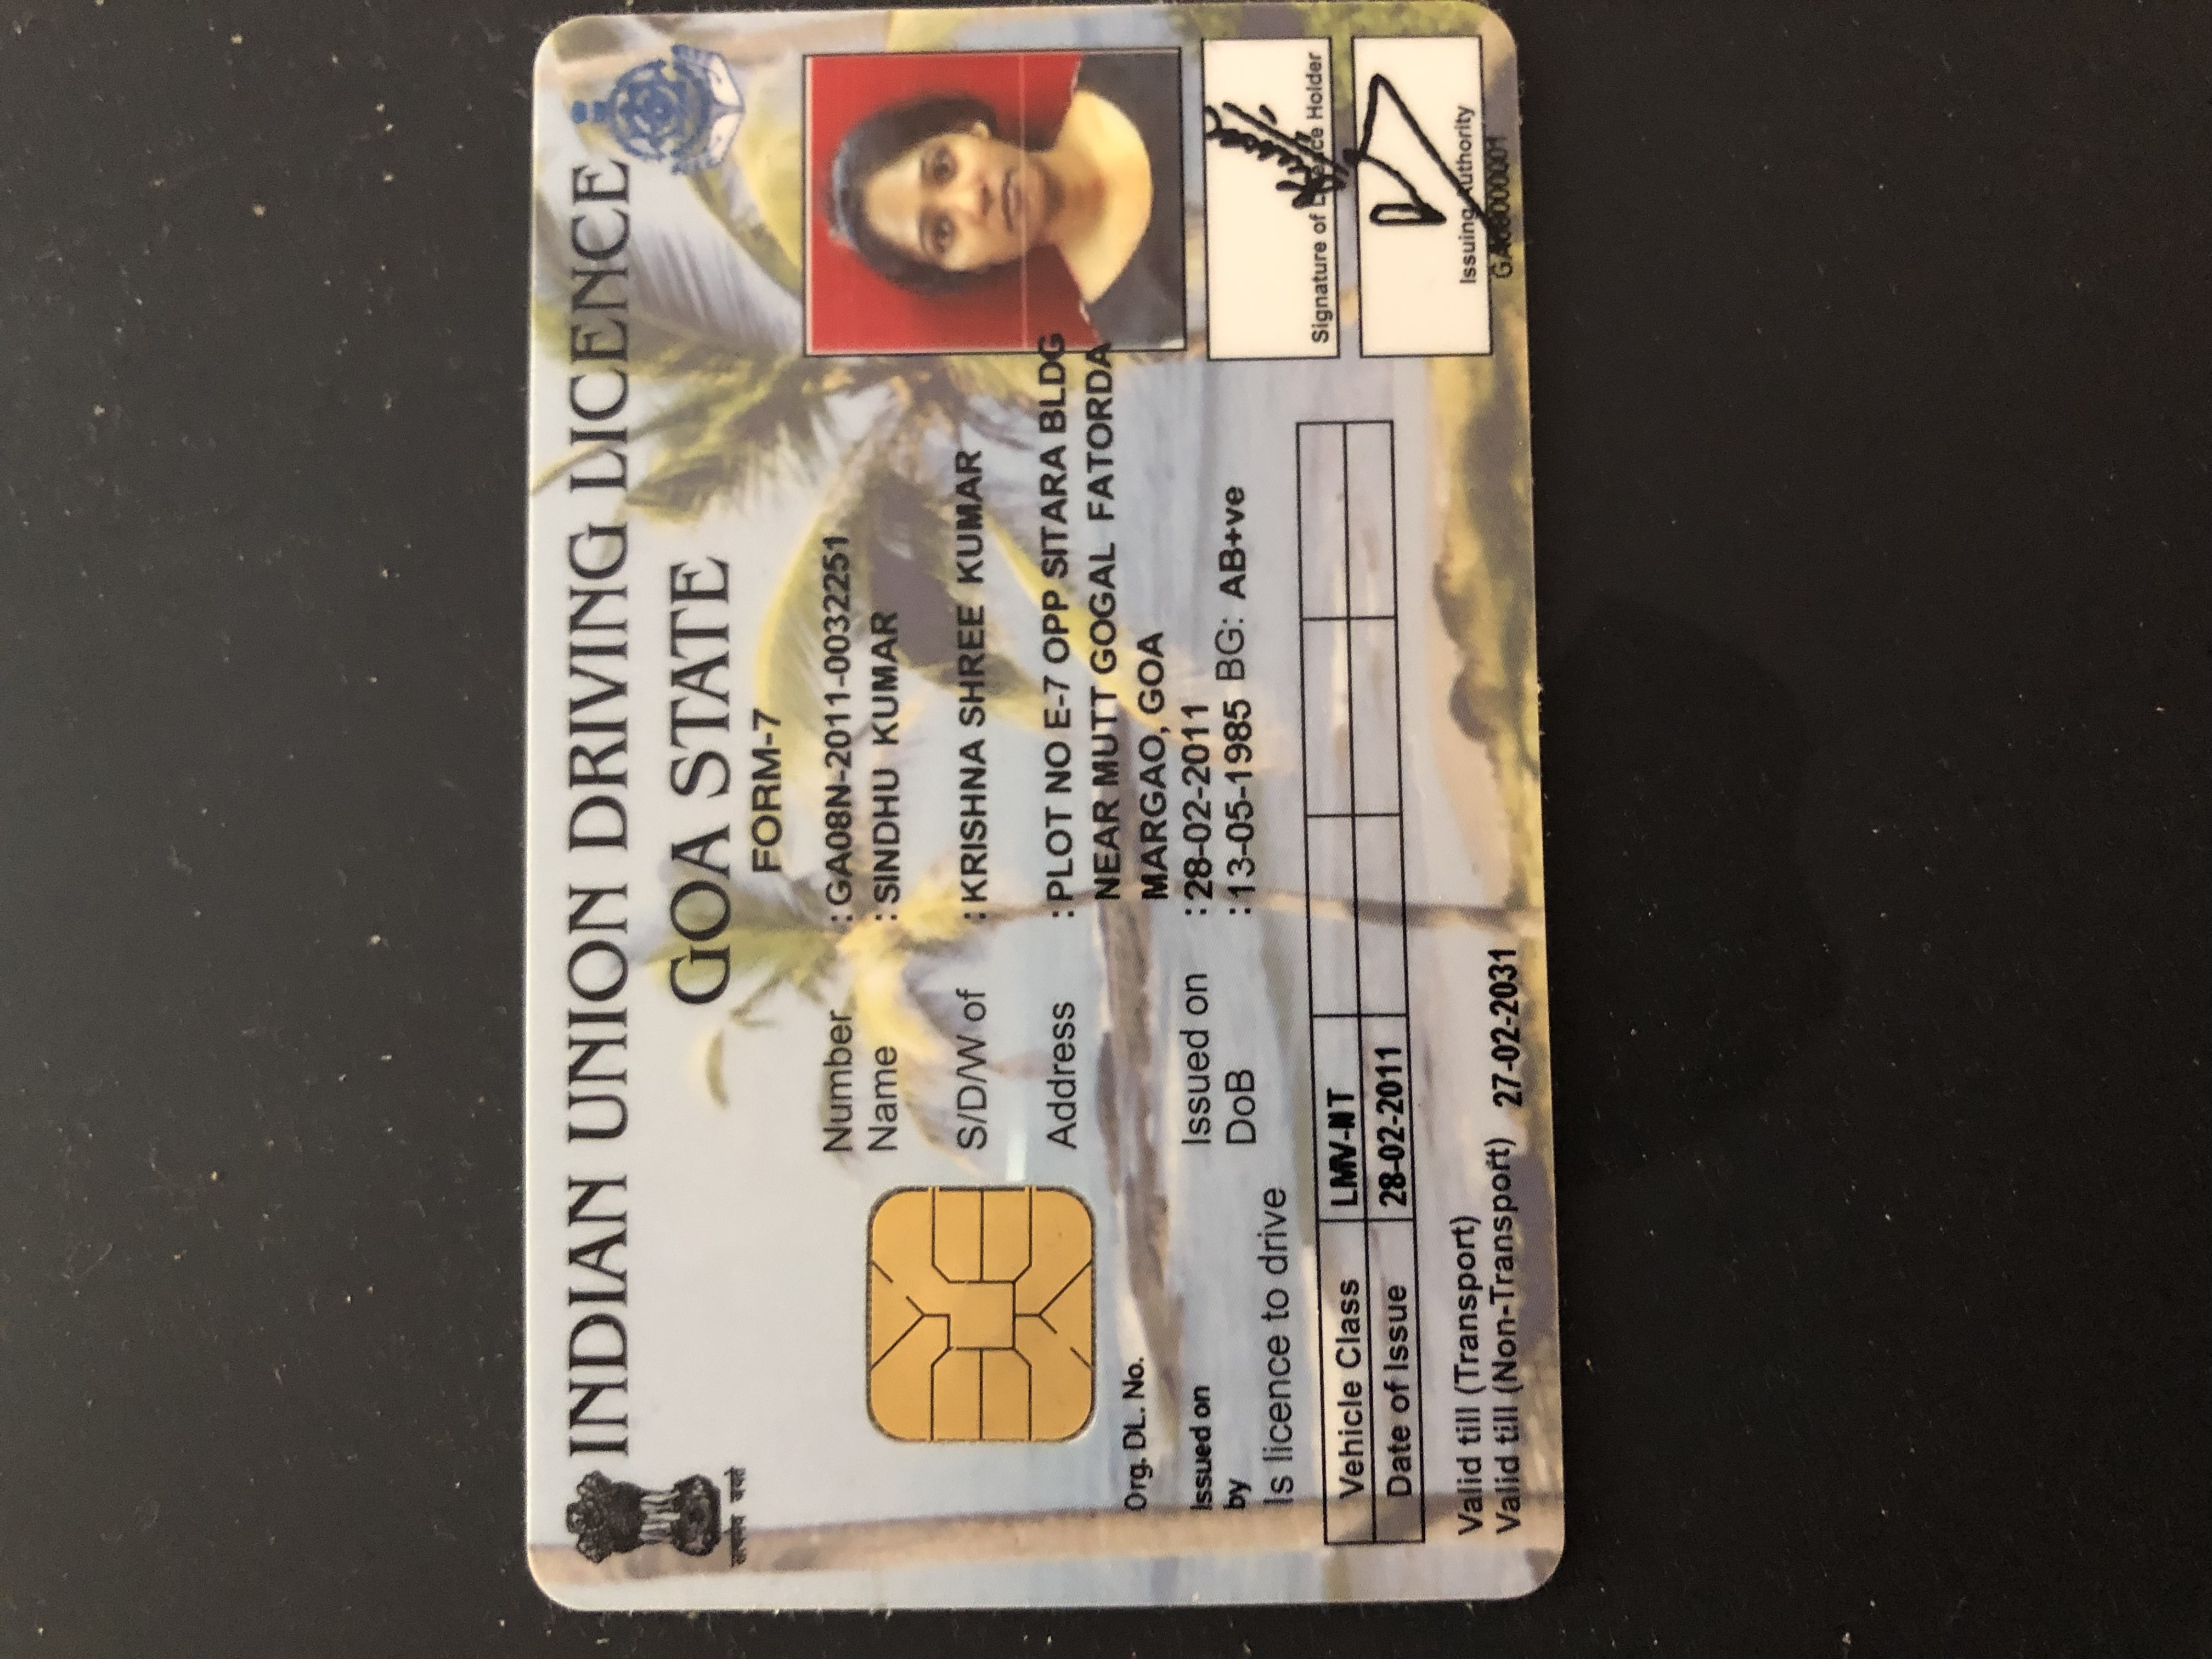 INDIAN UNION DRIVING LICENCE
GOA STATE
सत्यमेव जयते
FORM-7
Number : GA08N-2011-0032251
Name : SINDHU KUMAR
S/D/W of : KRISHNA SHREE KUMAR
Address : PLOT NO E-7 OPP SITARA BLDG
NEAR MUTT GOGAL FATORDA
MARGAO, GOA
Org. DL. No.
Issued on
by
Issued on : 28-02-2011
DoB : 13-05-1985 BG: AB+ve
Is licence to drive
Vehicle Class LMV-NT
Date of Issue 28-02-2011
Valid till (Transport)
Valid till (Non-Transport) 27-02-2031
Kumar
Signature of Licence Holder
Issuing Authority